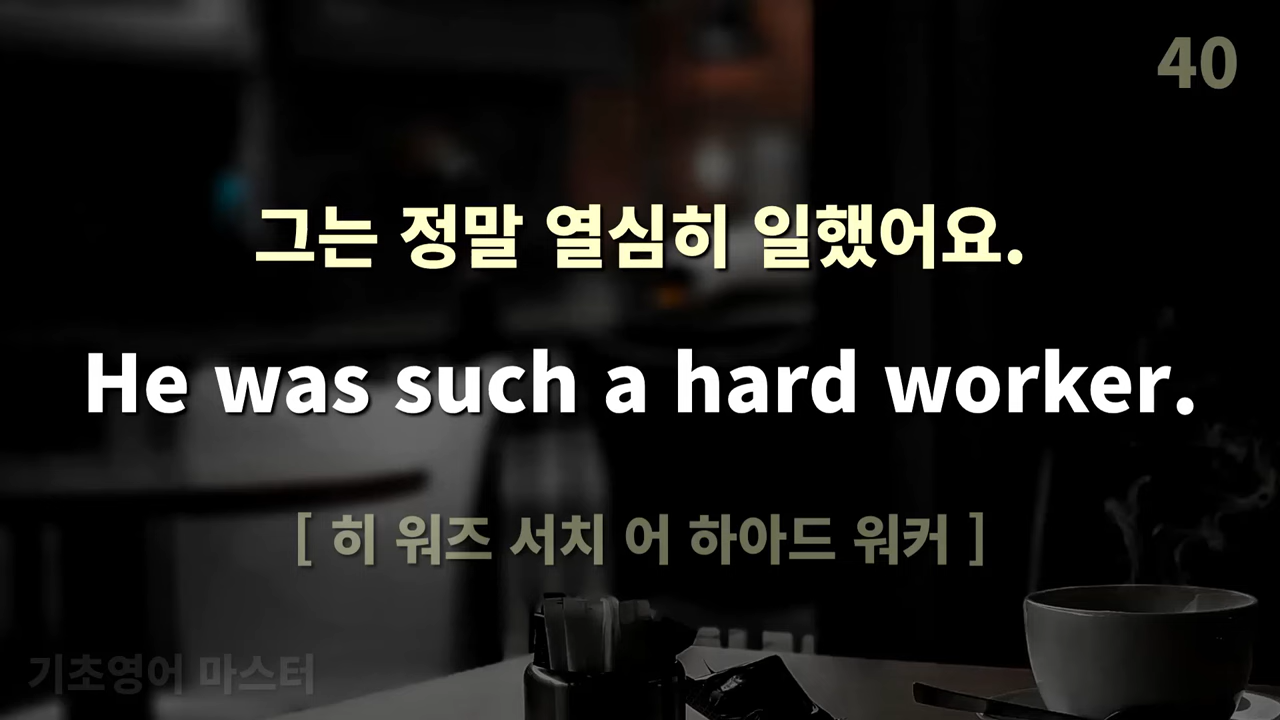 40
그는 정말 열심히 일했어요.
He was such a hard worker.
[ 히 워즈 서치 어 하아드 워커 ]
기초영어 마스터